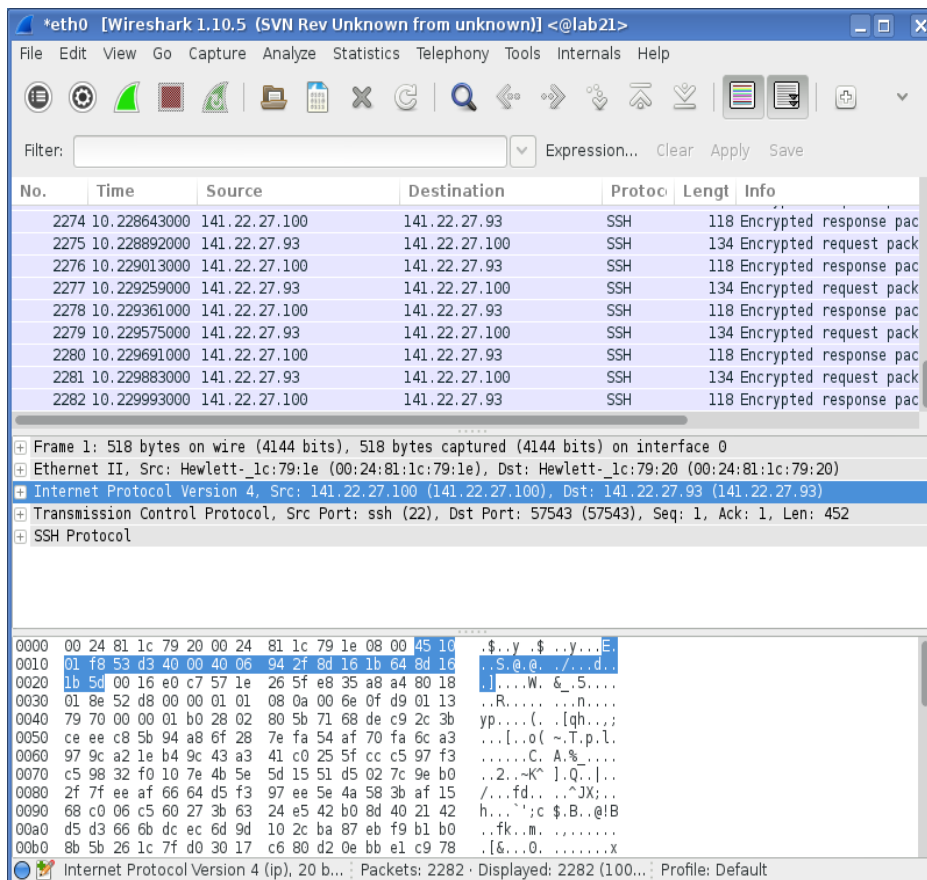 *eth0 [Wireshark 1.10.5 (SVN Rev Unknown from unknown)] <@lab21>
File Edit View Go Capture Analyze Statistics Telephony Tools Internals Help
Filter: Expression... Clear Apply Save
No. Time Source Destination Protoc Lengt Info
2274 10.228643000 141.22.27.100 141.22.27.93 SSH 118 Encrypted response pac
2275 10.228892000 141.22.27.93 141.22.27.100 SSH 134 Encrypted request pack
2276 10.229013000 141.22.27.100 141.22.27.93 SSH 118 Encrypted response pac
2277 10.229259000 141.22.27.93 141.22.27.100 SSH 134 Encrypted request pack
2278 10.229361000 141.22.27.100 141.22.27.93 SSH 118 Encrypted response pac
2279 10.229575000 141.22.27.93 141.22.27.100 SSH 134 Encrypted request pack
2280 10.229691000 141.22.27.100 141.22.27.93 SSH 118 Encrypted response pac
2281 10.229883000 141.22.27.93 141.22.27.100 SSH 134 Encrypted request pack
2282 10.229993000 141.22.27.100 141.22.27.93 SSH 118 Encrypted response pac
Frame 1: 518 bytes on wire (4144 bits), 518 bytes captured (4144 bits) on interface 0
Ethernet II, Src: Hewlett-_1c:79:1e (00:24:81:1c:79:1e), Dst: Hewlett-_1c:79:20 (00:24:81:1c:79:20)
Internet Protocol Version 4, Src: 141.22.27.100 (141.22.27.100), Dst: 141.22.27.93 (141.22.27.93)
Transmission Control Protocol, Src Port: ssh (22), Dst Port: 57543 (57543), Seq: 1, Ack: 1, Len: 452
SSH Protocol
0000 00 24 81 1c 79 20 00 24 81 1c 79 1e 08 00 45 10 .$..y .$ ..y...E.
0010 01 f8 53 d3 40 00 40 06 94 2f 8d 16 1b 64 8d 16 ..S.@.@. ./...d..
0020 1b 5d 00 16 e0 c7 57 1e 26 5f e8 35 a8 a4 80 18 .]....W. &_.5....
0030 01 8e 52 d8 00 00 01 01 08 0a 00 6e 0f d9 01 13 ..R..... ...n....
0040 79 70 00 00 01 b0 28 02 80 5b 71 68 de c9 2c 3b yp....(. .[qh..,;
0050 ce ee c8 5b 94 a8 6f 28 7e fa 54 af 70 fa 6c a3 ...[..o( ~.T.p.l.
0060 97 9c a2 1e b4 9c 43 a3 41 c0 25 5f cc c5 97 f3 ......C. A.%_....
0070 c5 98 32 f0 10 7e 4b 5e 5d 15 51 d5 02 7c 9e b0 ..2..~K^ ].Q..|..
0080 2f 7f ee af 66 64 d5 f3 97 ee 5e 4a 58 3b af 15 /...fd.. ..^JX;..
0090 68 c0 06 c5 60 27 3b 63 24 e5 42 b0 8d 40 21 42 h...`';c $.B..@!B
00a0 d5 d3 66 6b dc ec 6d 9d 10 2c ba 87 eb f9 b1 b0 ..fk..m. .,......
00b0 8b 5b 26 1c 7f d0 30 17 c6 80 d2 0e bb e1 c9 78 .[&...0. .......x
Internet Protocol Version 4 (ip), 20 b... Packets: 2282 · Displayed: 2282 (100... Profile: Default